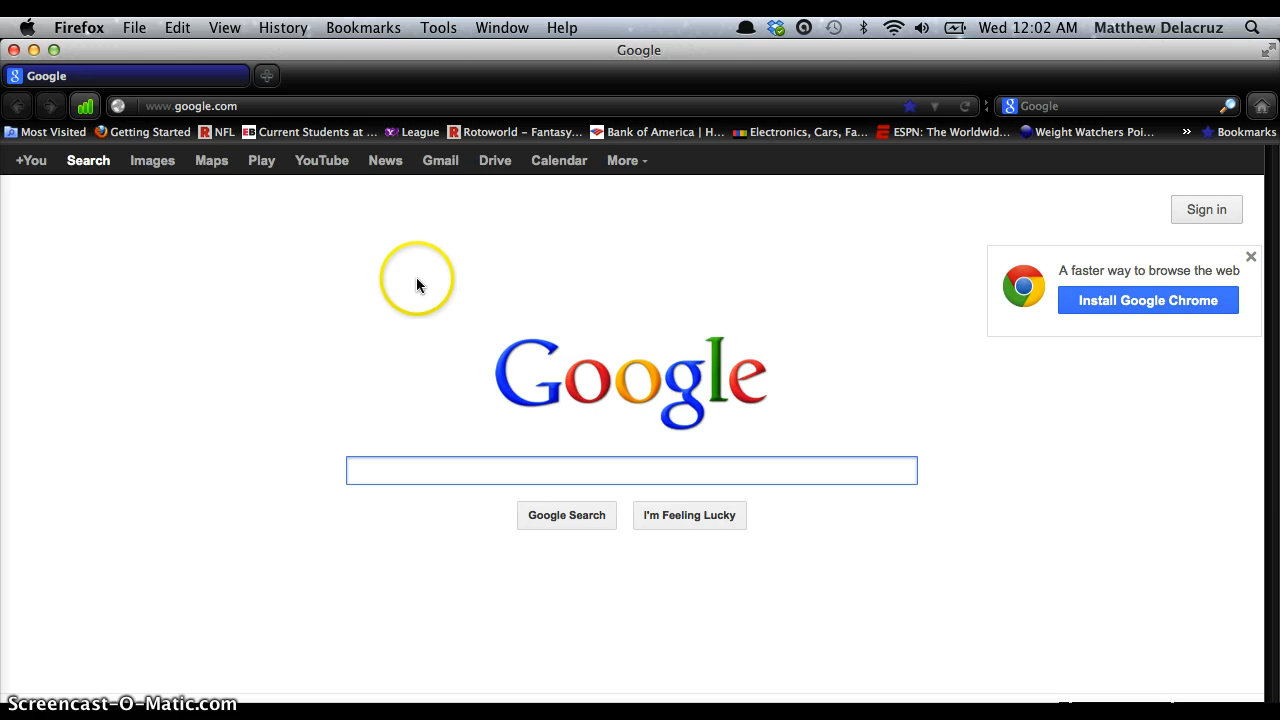 Firefox File Edit View History Bookmarks Tools Window Help Wed 12:02 AM Matthew Delacruz
Google
Google
www.google.com Google
Most Visited Getting Started NFL Current Students at ... League Rotoworld – Fantasy... Bank of America | H... Electronics, Cars, Fa... ESPN: The Worldwid... Weight Watchers Poi... » Bookmarks
+You Search Images Maps Play YouTube News Gmail Drive Calendar More
Sign in
A faster way to browse the web
Install Google Chrome
Google
Google Search I'm Feeling Lucky
Screencast-O-Matic.com